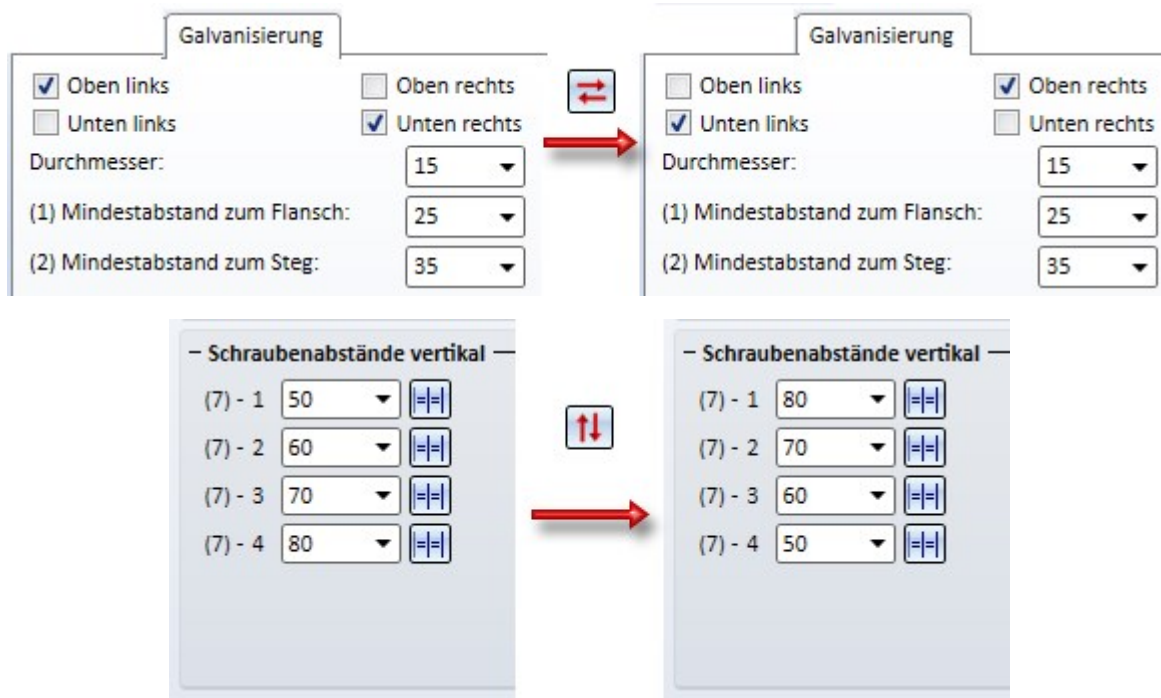 Galvanisierung
Oben links Oben rechts
Unten links Unten rechts
Durchmesser: 15
(1) Mindestabstand zum Flansch: 25
(2) Mindestabstand zum Steg: 35
Galvanisierung
Oben links Oben rechts
Unten links Unten rechts
Durchmesser: 15
(1) Mindestabstand zum Flansch: 25
(2) Mindestabstand zum Steg: 35
Schraubenabstände vertikal
(7) - 1 50
(7) - 2 60
(7) - 3 70
(7) - 4 80
Schraubenabstände vertikal
(7) - 1 80
(7) - 2 70
(7) - 3 60
(7) - 4 50